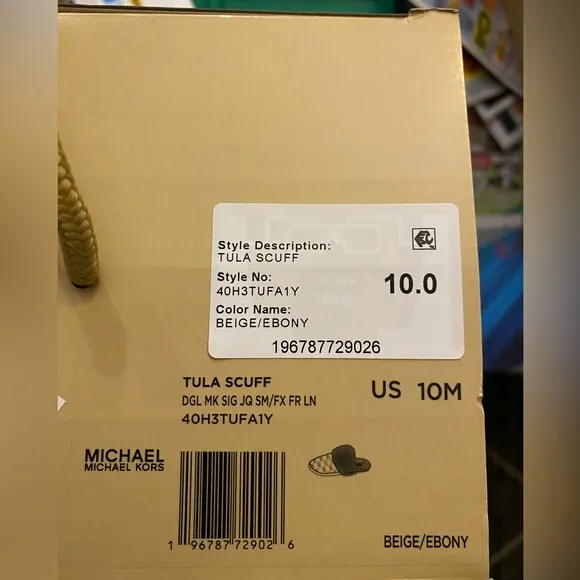 Style Description:
TULA SCUFF
Style No:
40H3TUFA1Y
10.0
Color Name:
BEIGE/EBONY
196787729026
TULA SCUFF
DGL MK SIG JQ SM/FX FR LN
40H3TUFA1Y
US 10M
MICHAEL
MICHAEL KORS
1 96787 72902 6
BEIGE/EBONY